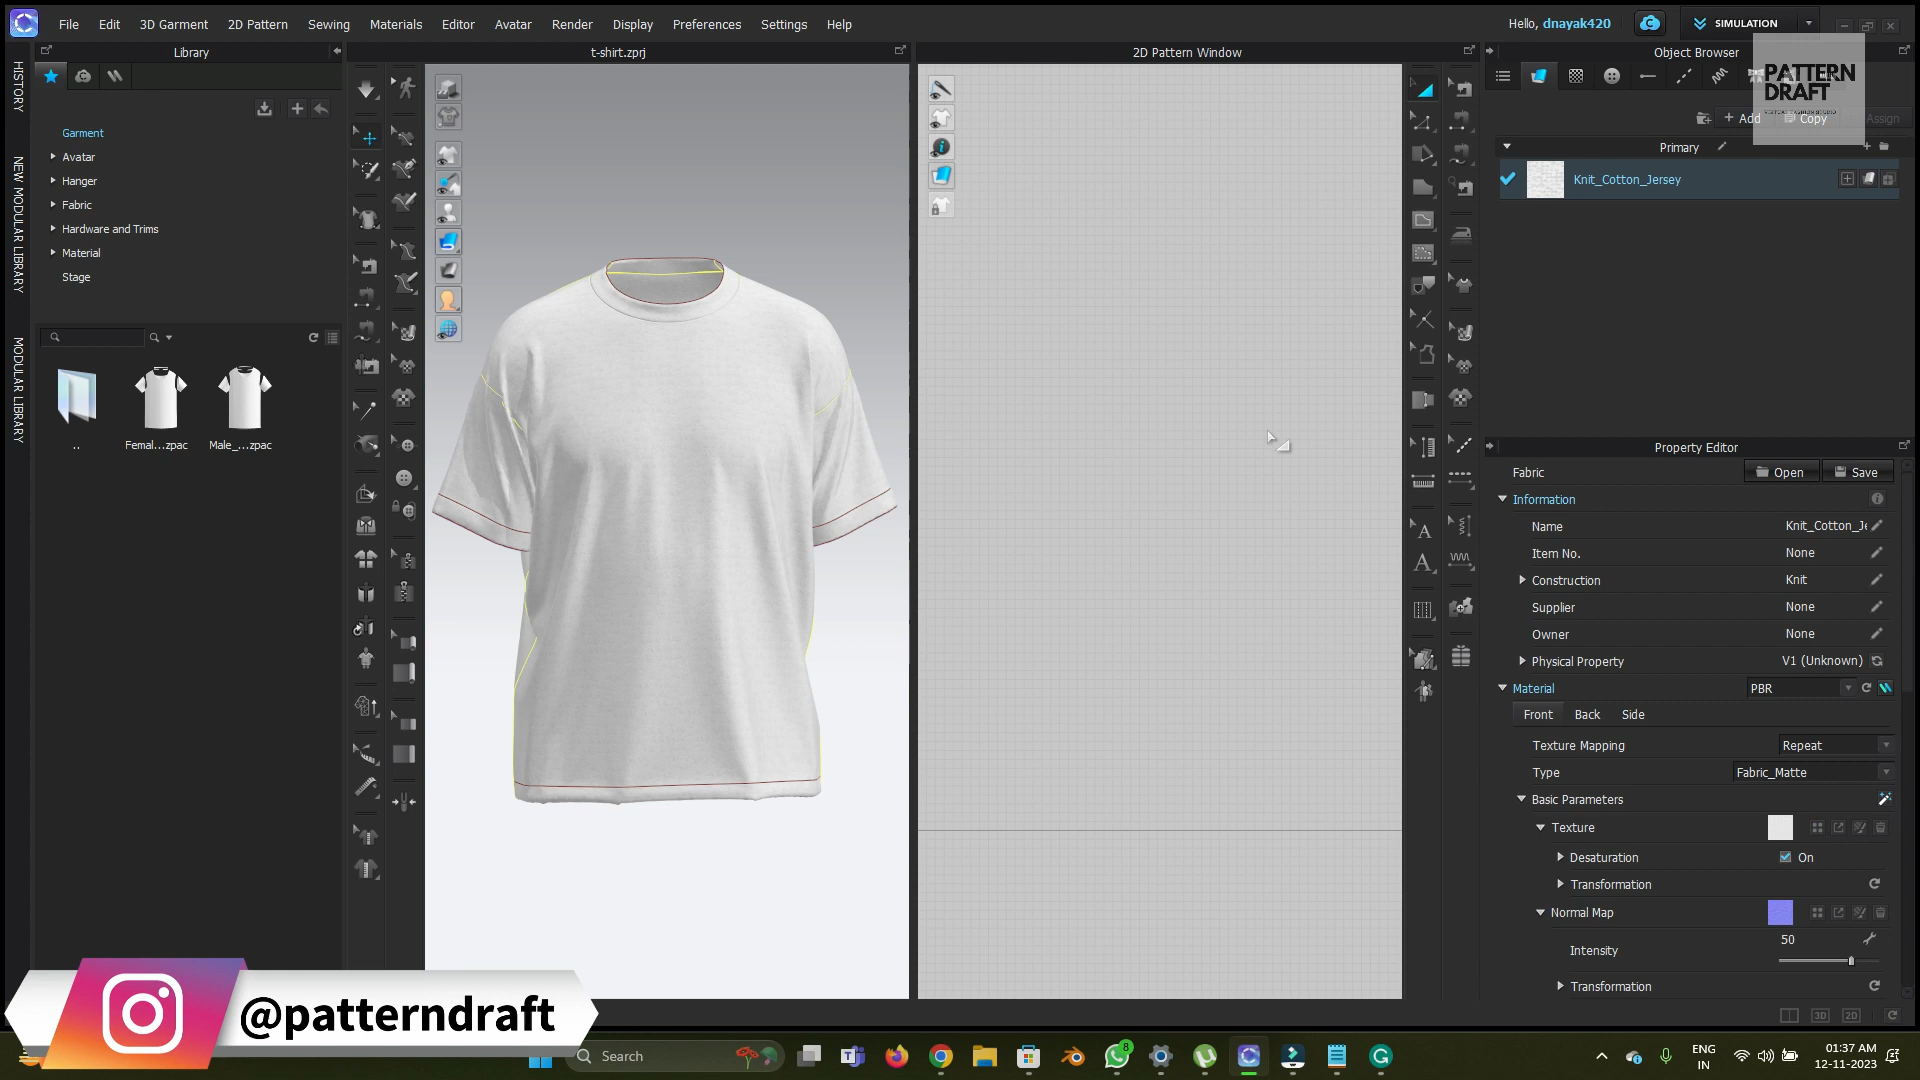 File Edit 3D Garment 2D Pattern Sewing Materials Editor Avatar Render Display Preferences Settings Help
Hello, dnayak420
SIMULATION
Library
t-shirt.zprj
2D Pattern Window
Object Browser
PATTERN
DRAFT
Add
Copy
Assign
HISTORY
NEW MODULAR LIBRARY
MODULAR LIBRARY
Garment
Avatar
Hanger
Fabric
Hardware and Trims
Material
Stage
..
Femal...zpac
Male_...zpac
Primary
Knit_Cotton_Jersey
Property Editor
Fabric
Open
Save
Information
Name Knit_Cotton_Je
Item No. None
Construction Knit
Supplier None
Owner None
Physical Property V1 (Unknown)
Material PBR
Front Back Side
Texture Mapping Repeat
Type Fabric_Matte
Basic Parameters
Texture
Desaturation On
Transformation
Normal Map
Intensity 50
Transformation
3D 2D
@patterndraft
Search
8
ENG
IN
01:37 AM
12-11-2023